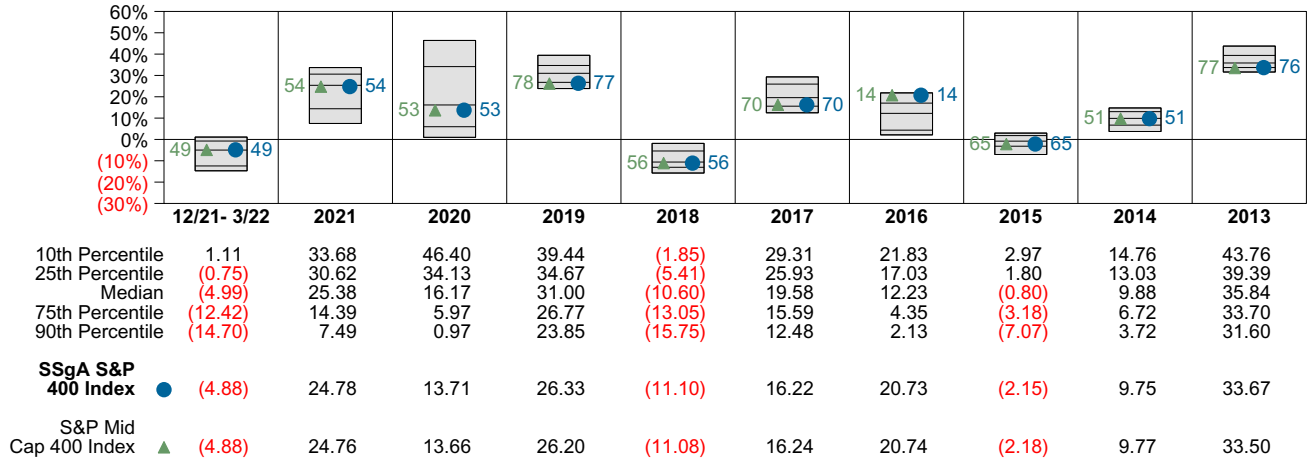 60%
50%
40%
30%
20%
10%
0%
(10%)
(20%)
(30%)
49 49
54 54
53 53
78 77
56 56
70 70
14 14
65 65
51 51
77 76
12/21- 3/22 2021 2020 2019 2018 2017 2016 2015 2014 2013
10th Percentile 1.11 33.68 46.40 39.44 (1.85) 29.31 21.83 2.97 14.76 43.76
25th Percentile (0.75) 30.62 34.13 34.67 (5.41) 25.93 17.03 1.80 13.03 39.39
Median (4.99) 25.38 16.17 31.00 (10.60) 19.58 12.23 (0.80) 9.88 35.84
75th Percentile (12.42) 14.39 5.97 26.77 (13.05) 15.59 4.35 (3.18) 6.72 33.70
90th Percentile (14.70) 7.49 0.97 23.85 (15.75) 12.48 2.13 (7.07) 3.72 31.60
SSgA S&P
400 Index (4.88) 24.78 13.71 26.33 (11.10) 16.22 20.73 (2.15) 9.75 33.67
S&P Mid
Cap 400 Index (4.88) 24.76 13.66 26.20 (11.08) 16.24 20.74 (2.18) 9.77 33.50